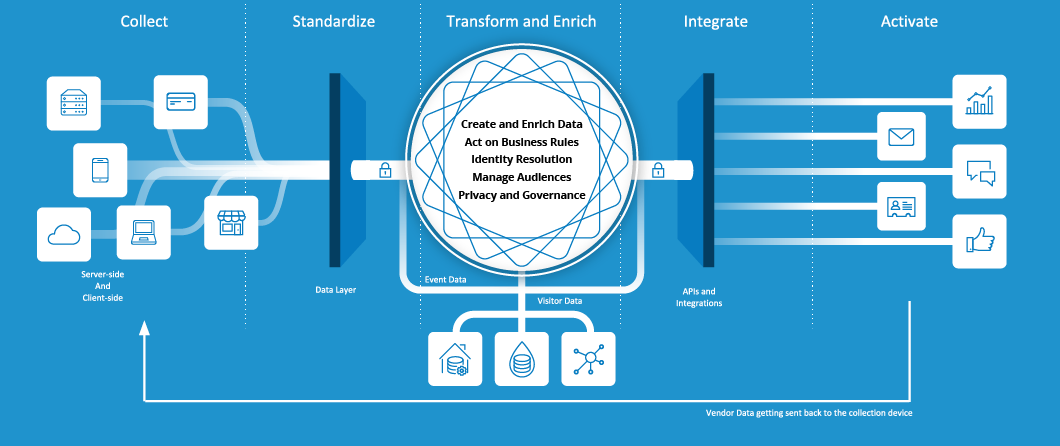 Collect
Standardize
Transform and Enrich
Integrate
Activate
Create and Enrich Data
Act on Business Rules
Identity Resolution
Manage Audiences
Privacy and Governance
Server-side
And
Client-side
Data Layer
Event Data
Visitor Data
APIs and
Integrations
Vendor Data getting sent back to the collection device